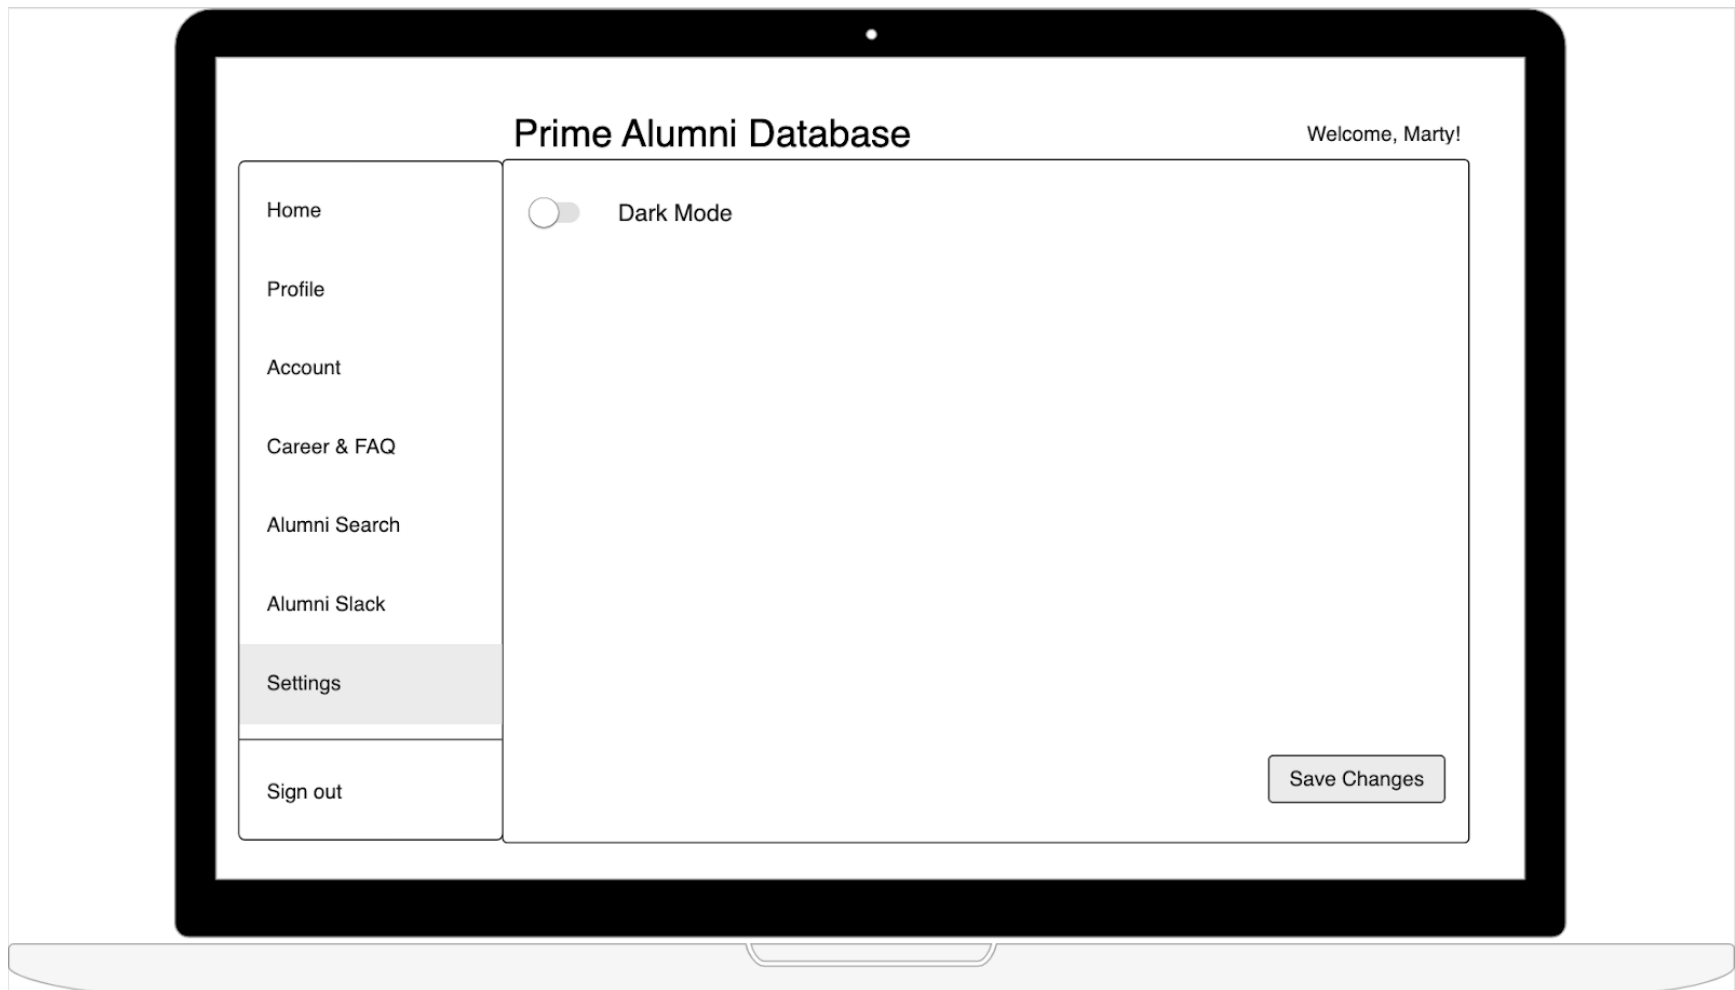 Prime Alumni Database
Welcome, Marty!
Home
Profile
Account
Career & FAQ
Alumni Search
Alumni Slack
Settings
Sign out
Dark Mode
Save Changes